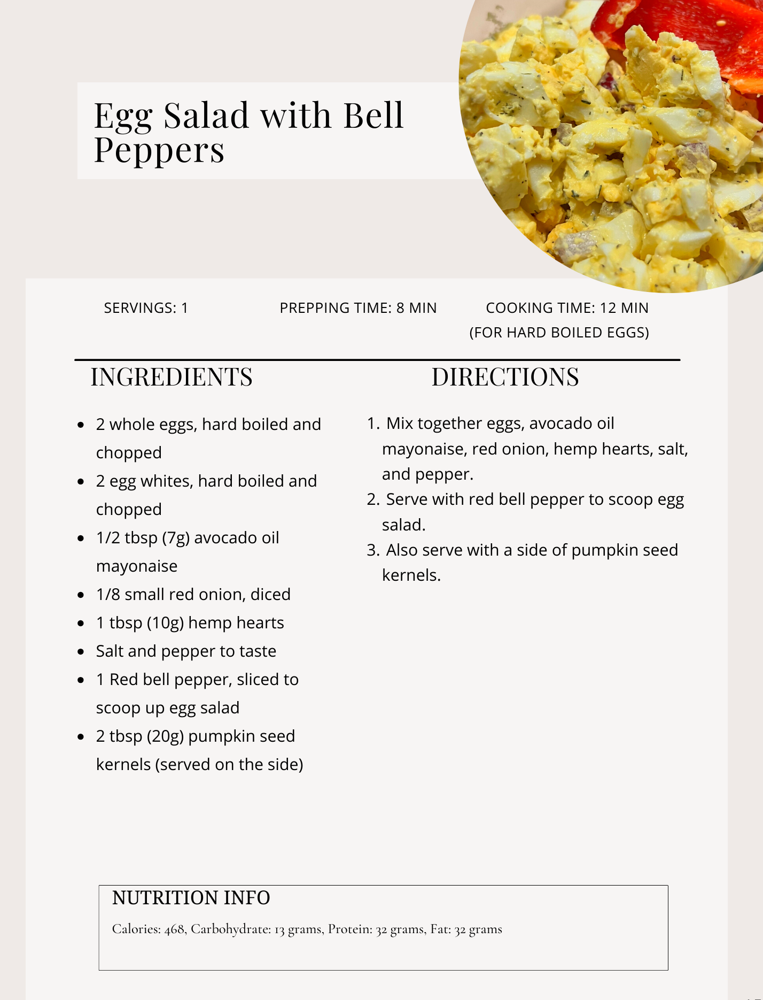 Egg Salad with Bell
Peppers
SERVINGS: 1
PREPPING TIME: 8 MIN
COOKING TIME: 12 MIN
(FOR HARD BOILED EGGS)
INGREDIENTS
• 2 whole eggs, hard boiled and
chopped
• 2 egg whites, hard boiled and
chopped
• 1/2 tbsp (7g) avocado oil
mayonaise
• 1/8 small red onion, diced
• 1 tbsp (10g) hemp hearts
• Salt and pepper to taste
• 1 Red bell pepper, sliced to
scoop up egg salad
• 2 tbsp (20g) pumpkin seed
kernels (served on the side)
DIRECTIONS
1. Mix together eggs, avocado oil
mayonaise, red onion, hemp hearts, salt,
and pepper.
2. Serve with red bell pepper to scoop egg
salad.
3. Also serve with a side of pumpkin seed
kernels.
NUTRITION INFO
Calories: 468, Carbohydrate: 13 grams, Protein: 32 grams, Fat: 32 grams